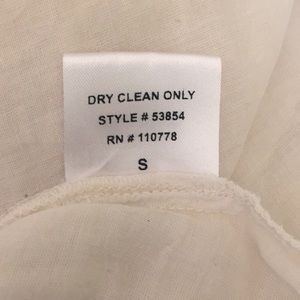 DRY CLEAN ONLY
STYLE # 53854
RN # 110778
S